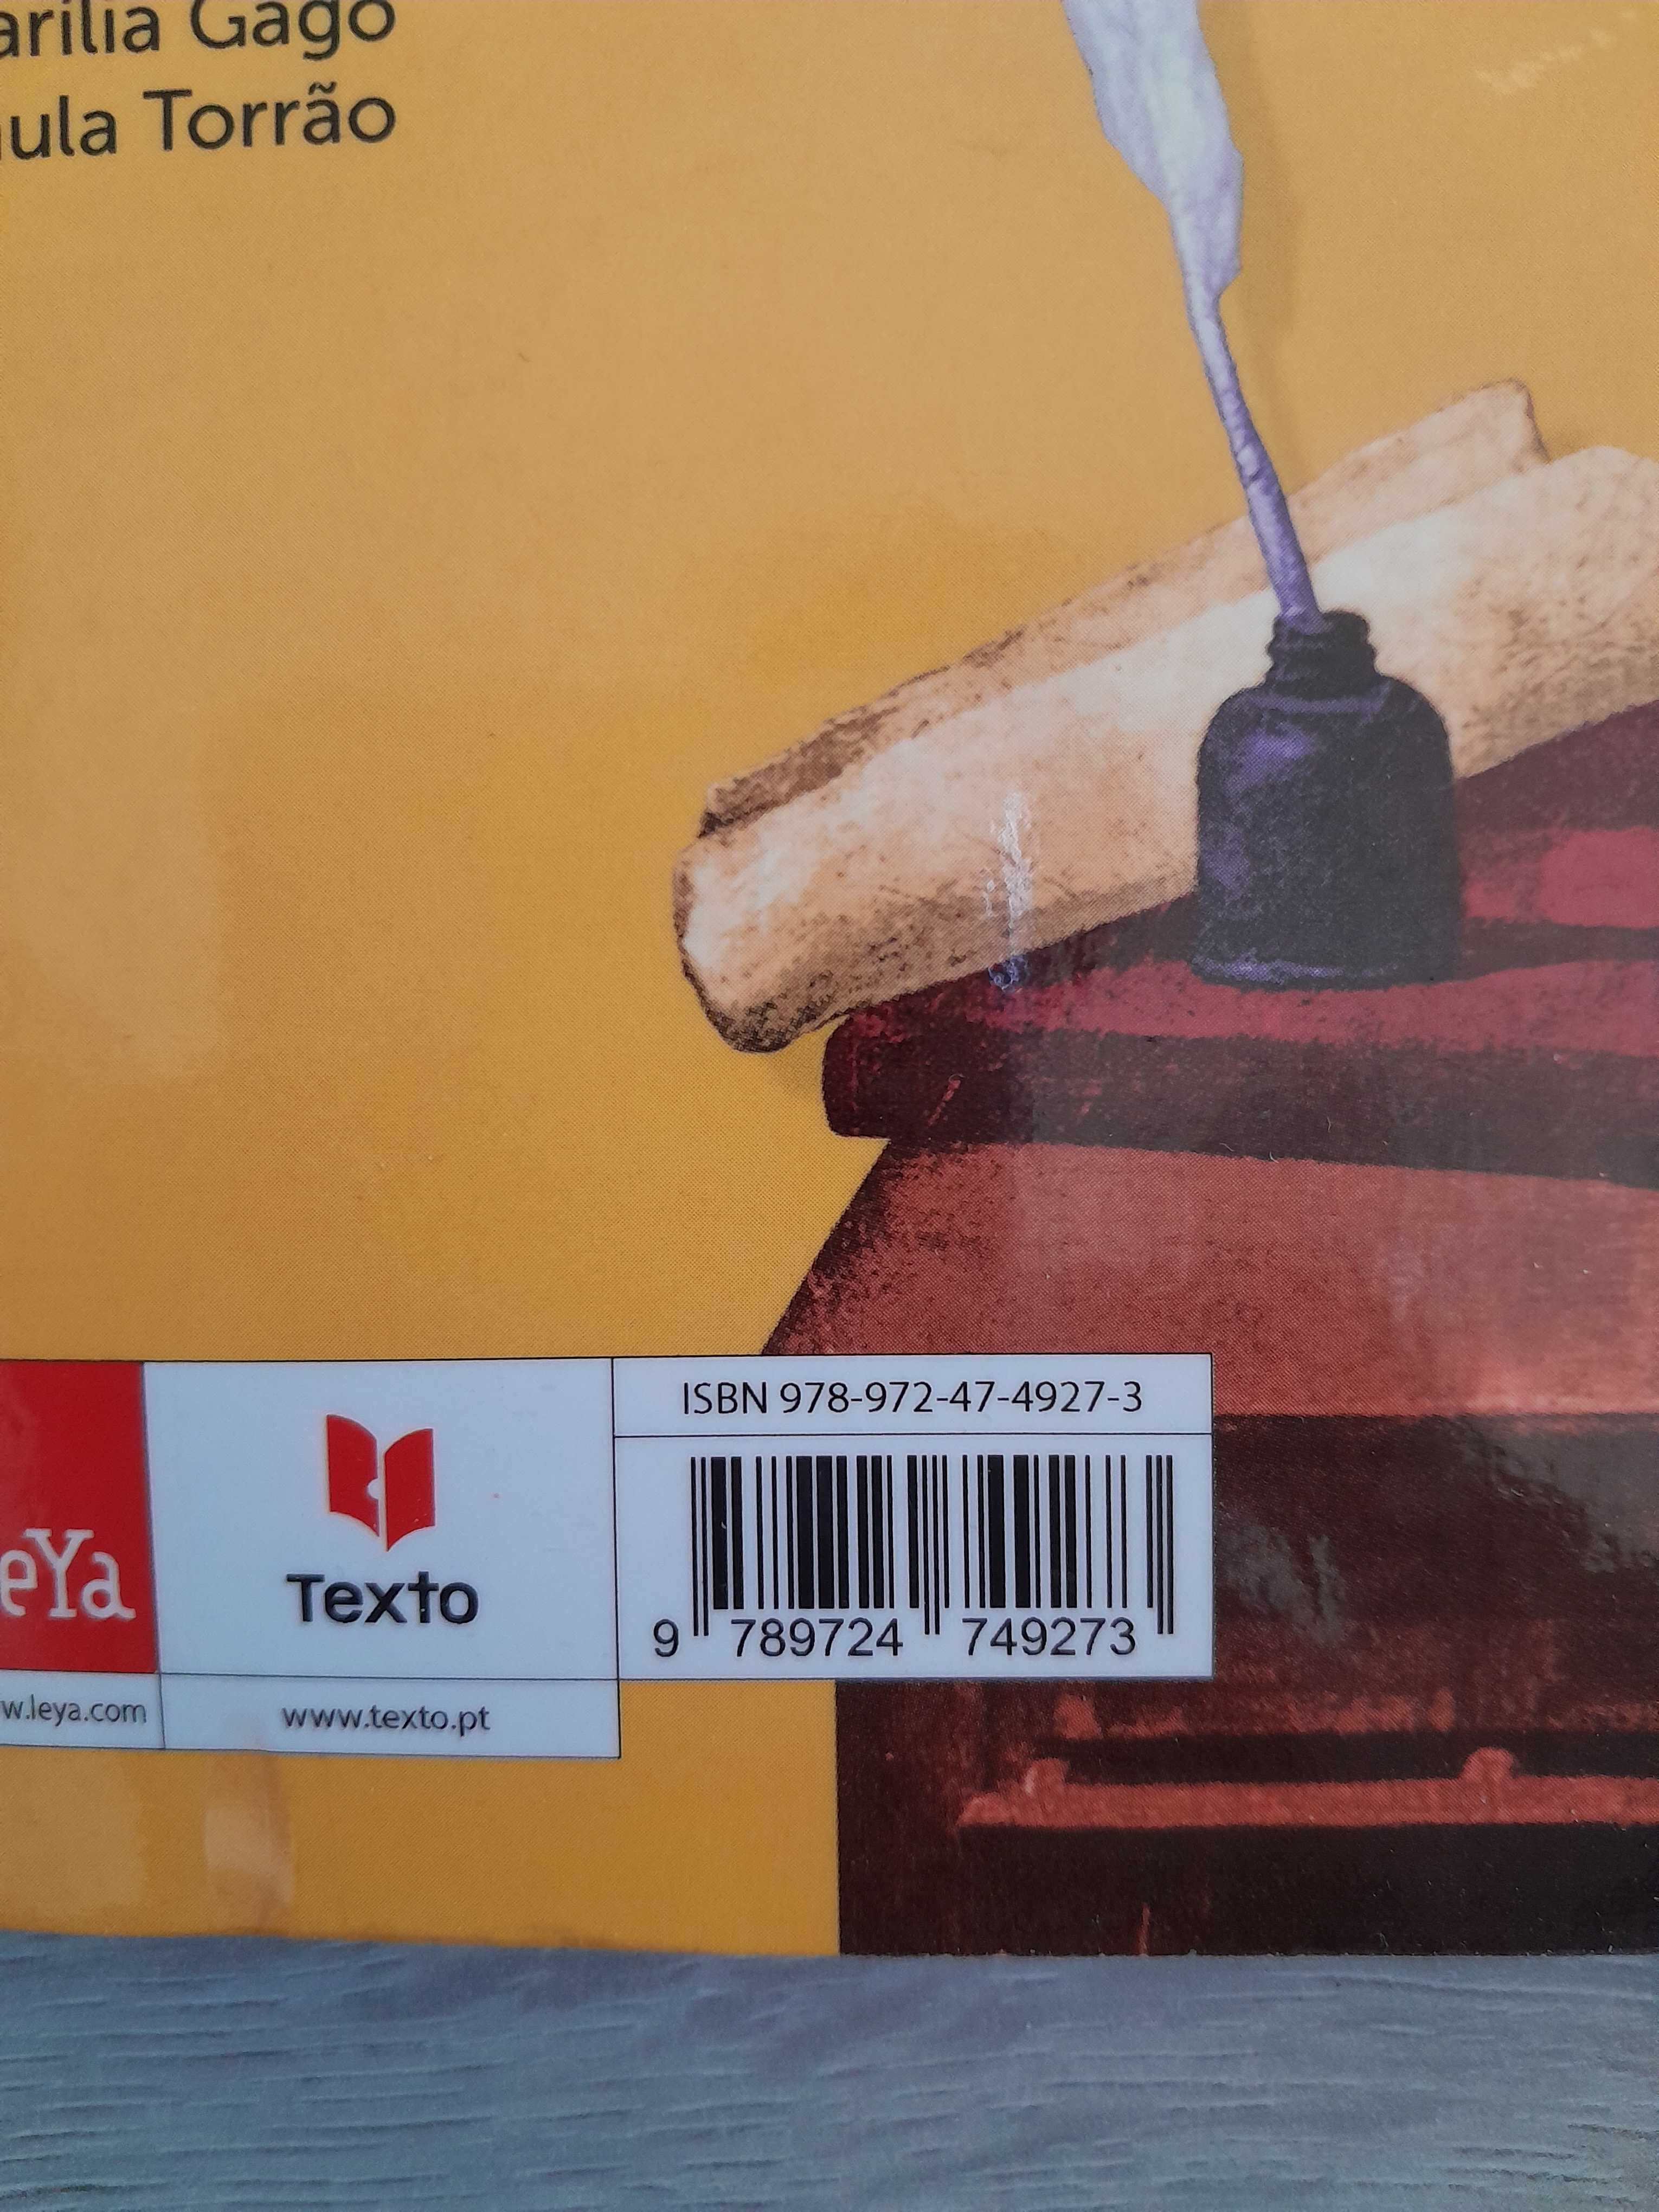 arília Gago
aula Torrão
ISBN 978-972-47-4927-3
eYa
Texto
9 789724 749273
w.leya.com
www.texto.pt